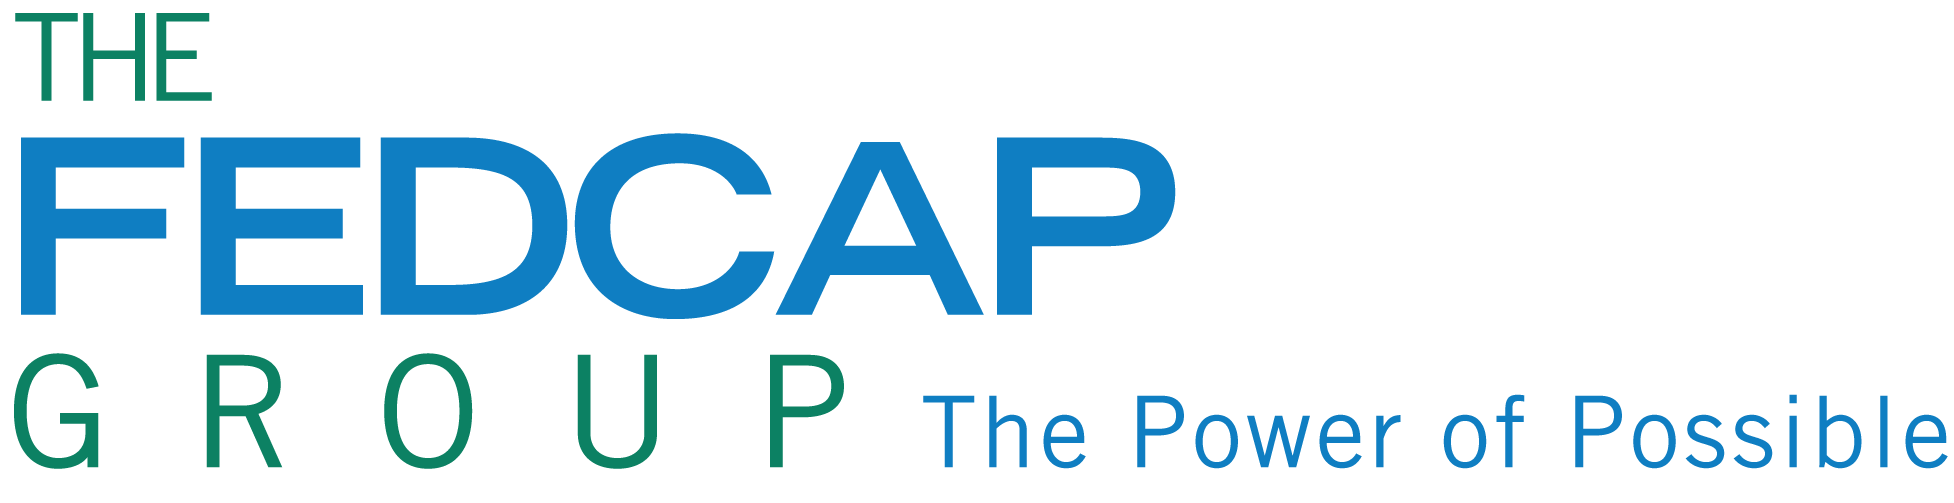 THE
FEDCAP
GROUP The Power of Possible